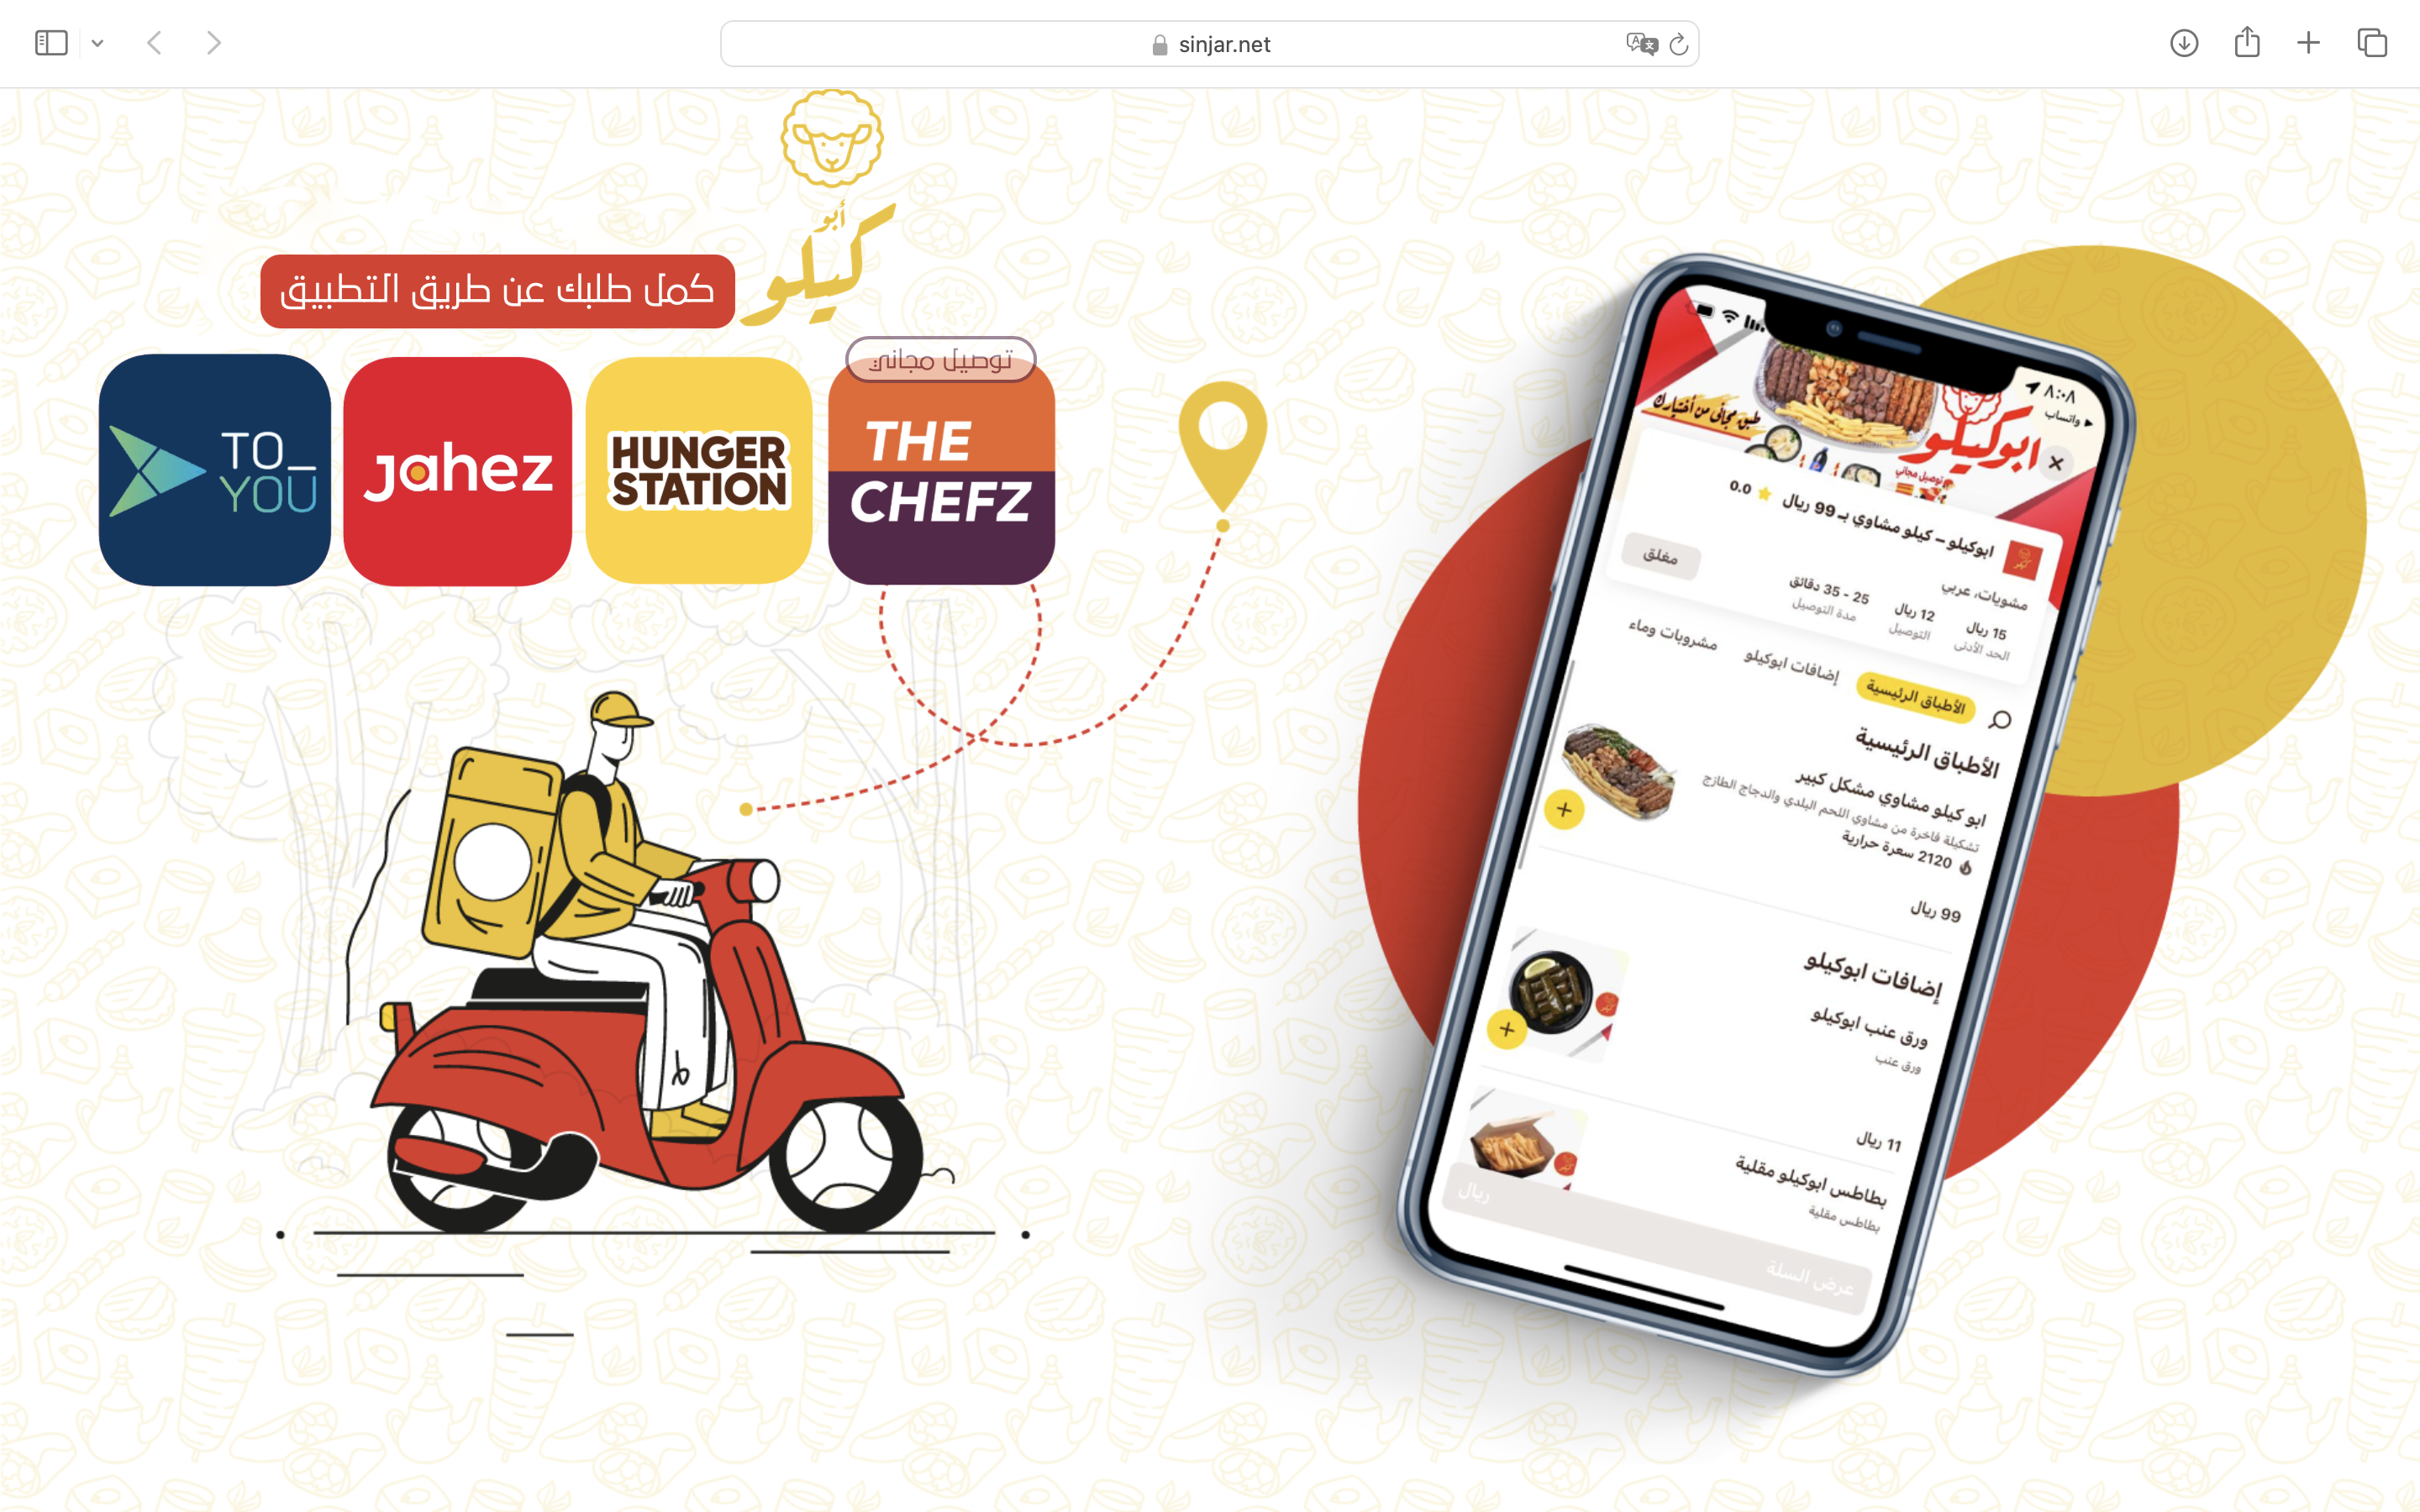 sinjar.net
أبو
كيلو
كمل طلبك عن طريق التطبيق
توصيل مجاني
THE
CHEFZ
HUNGER
STATION
Jahez
TO_
YOU
٨:٠٨
واتساب
طبق مجاني من أختيارك
ابوكيلو
توصيل مجاني
ابوكيلو – كيلو مشاوي بـ 99 ريال 0.0
مشويات، عربي
مغلق
15 ريال 12 ريال 25 - 35 دقائق
الحد الأدنى التوصيل مدة التوصيل
الأطباق الرئيسية إضافات ابوكيلو مشروبات وماء
الأطباق الرئيسية
ابو كيلو مشاوي مشكل كبير
تشكيلة فاخرة من مشاوي اللحم البلدي والدجاج الطازج
2120 سعرة حرارية
99 ريال
إضافات ابوكيلو
ورق عنب ابوكيلو
ورق عنب
11 ريال
بطاطس ابوكيلو مقلية
بطاطس مقلية
عرض السلة ريال